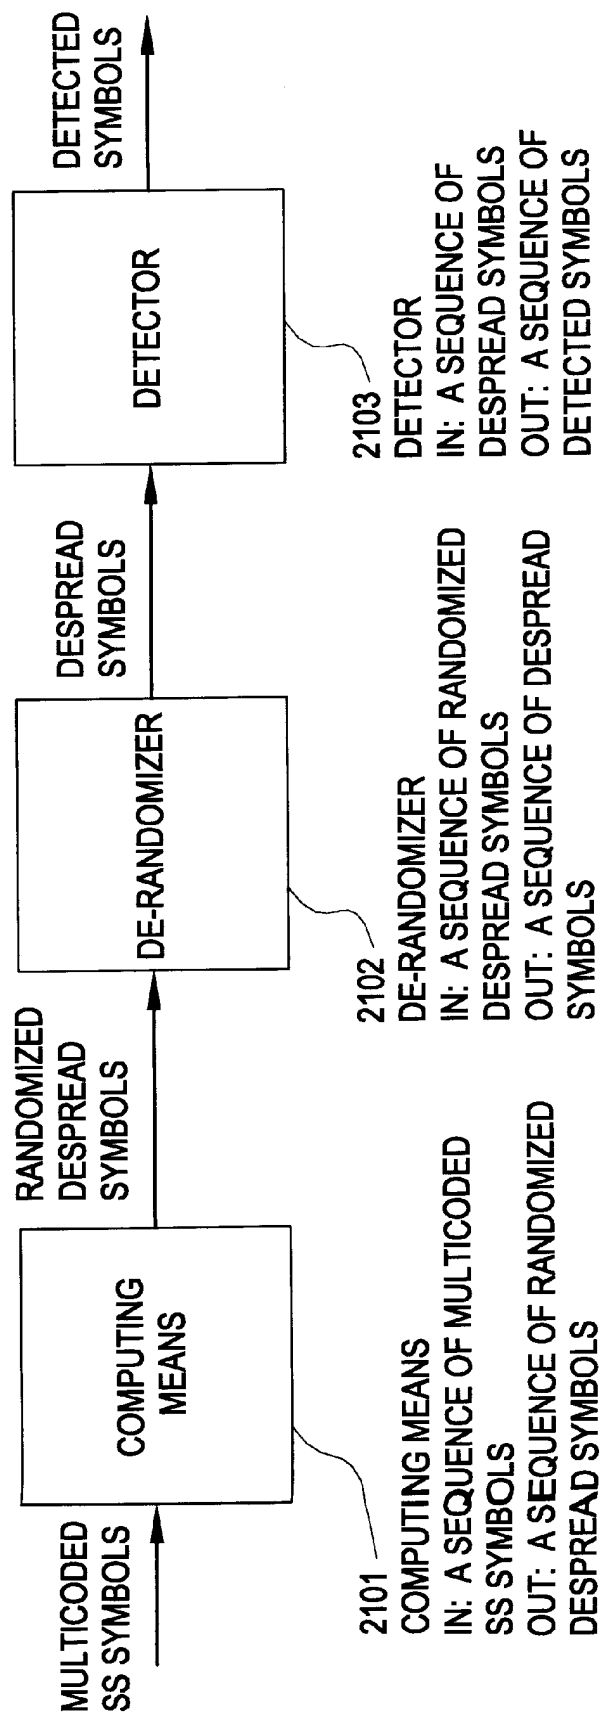 MULTICODED
SS SYMBOLS
COMPUTING
MEANS
RANDOMIZED
DESPREAD
SYMBOLS
DE-RANDOMIZER
DESPREAD
SYMBOLS
DETECTOR
DETECTED
SYMBOLS
2101
COMPUTING MEANS
IN: A SEQUENCE OF MULTICODED
SS SYMBOLS
OUT: A SEQUENCE OF RANDOMIZED
DESPREAD SYMBOLS
2102
DE-RANDOMIZER
IN: A SEQUENCE OF RANDOMIZED
DESPREAD SYMBOLS
OUT: A SEQUENCE OF DESPREAD
SYMBOLS
2103
DETECTOR
IN: A SEQUENCE OF
DESPREAD SYMBOLS
OUT: A SEQUENCE OF
DETECTED SYMBOLS